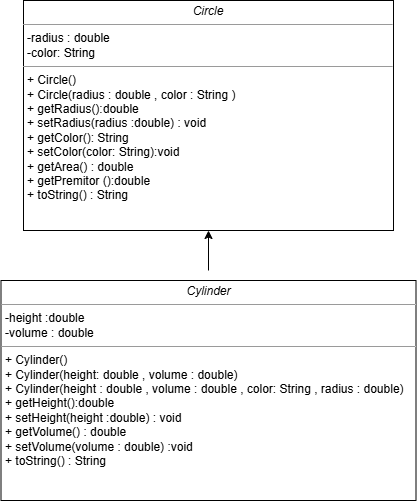 Circle
-radius : double
-color: String
+ Circle()
+ Circle(radius : double , color : String )
+ getRadius():double
+ setRadius(radius :double) : void
+ getColor(): String
+ setColor(color: String):void
+ getArea() : double
+ getPremitor ():double
+ toString() : String
Cylinder
-height :double
-volume : double
+ Cylinder()
+ Cylinder(height: double , volume : double)
+ Cylinder(height : double , volume : double , color: String , radius : double)
+ getHeight():double
+ setHeight(height :double) : void
+ getVolume() : double
+ setVolume(volume : double) :void
+ toString() : String